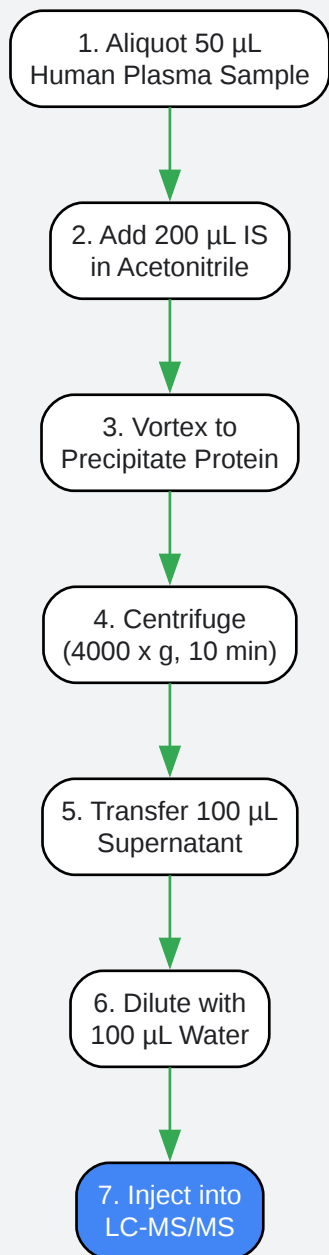 1. Aliquot 50 µL
Human Plasma Sample
2. Add 200 µL IS
in Acetonitrile
3. Vortex to
Precipitate Protein
4. Centrifuge
(4000 x g, 10 min)
5. Transfer 100 µL
Supernatant
6. Dilute with
100 µL Water
7. Inject into
LC-MS/MS